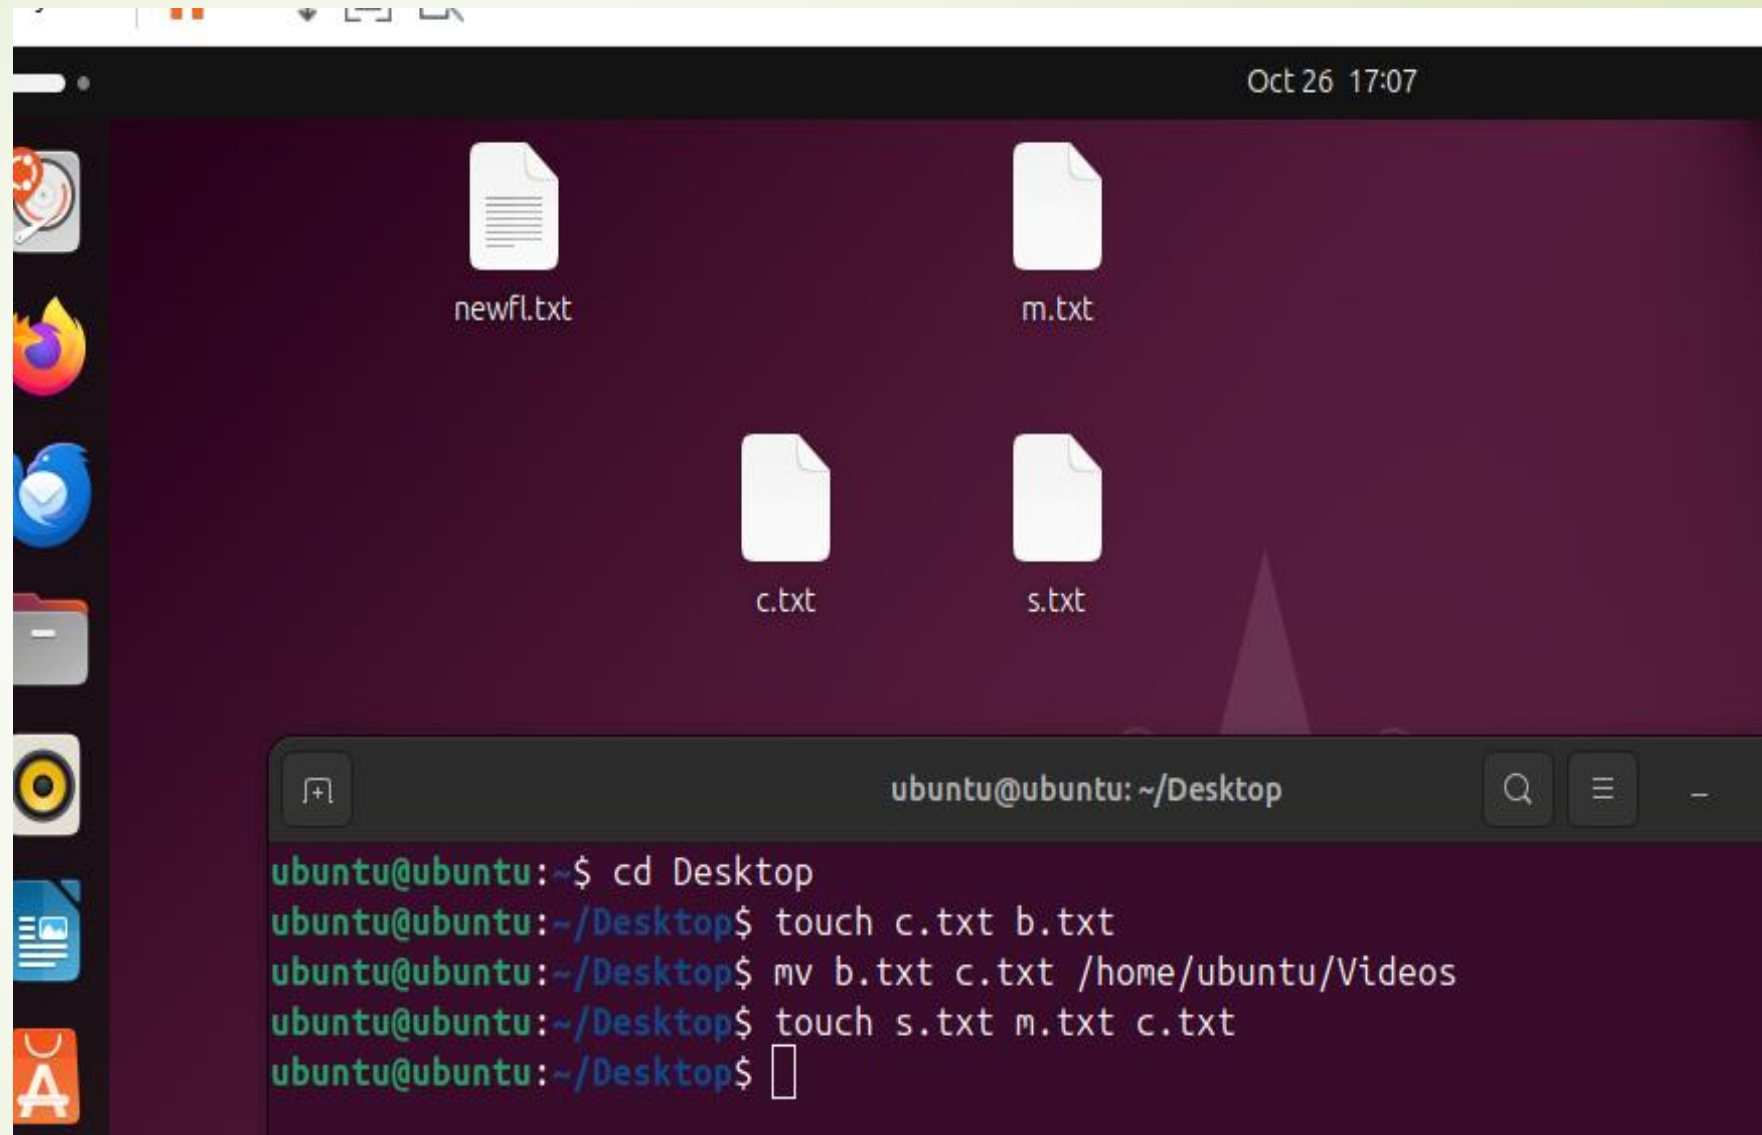 Oct 26 17:07
newfl.txt
m.txt
c.txt
s.txt
ubuntu@ubuntu: ~/Desktop
ubuntu@ubuntu:~$ cd Desktop
ubuntu@ubuntu:~/Desktop$ touch c.txt b.txt
ubuntu@ubuntu:~/Desktop$ mv b.txt c.txt /home/ubuntu/Videos
ubuntu@ubuntu:~/Desktop$ touch s.txt m.txt c.txt
ubuntu@ubuntu:~/Desktop$